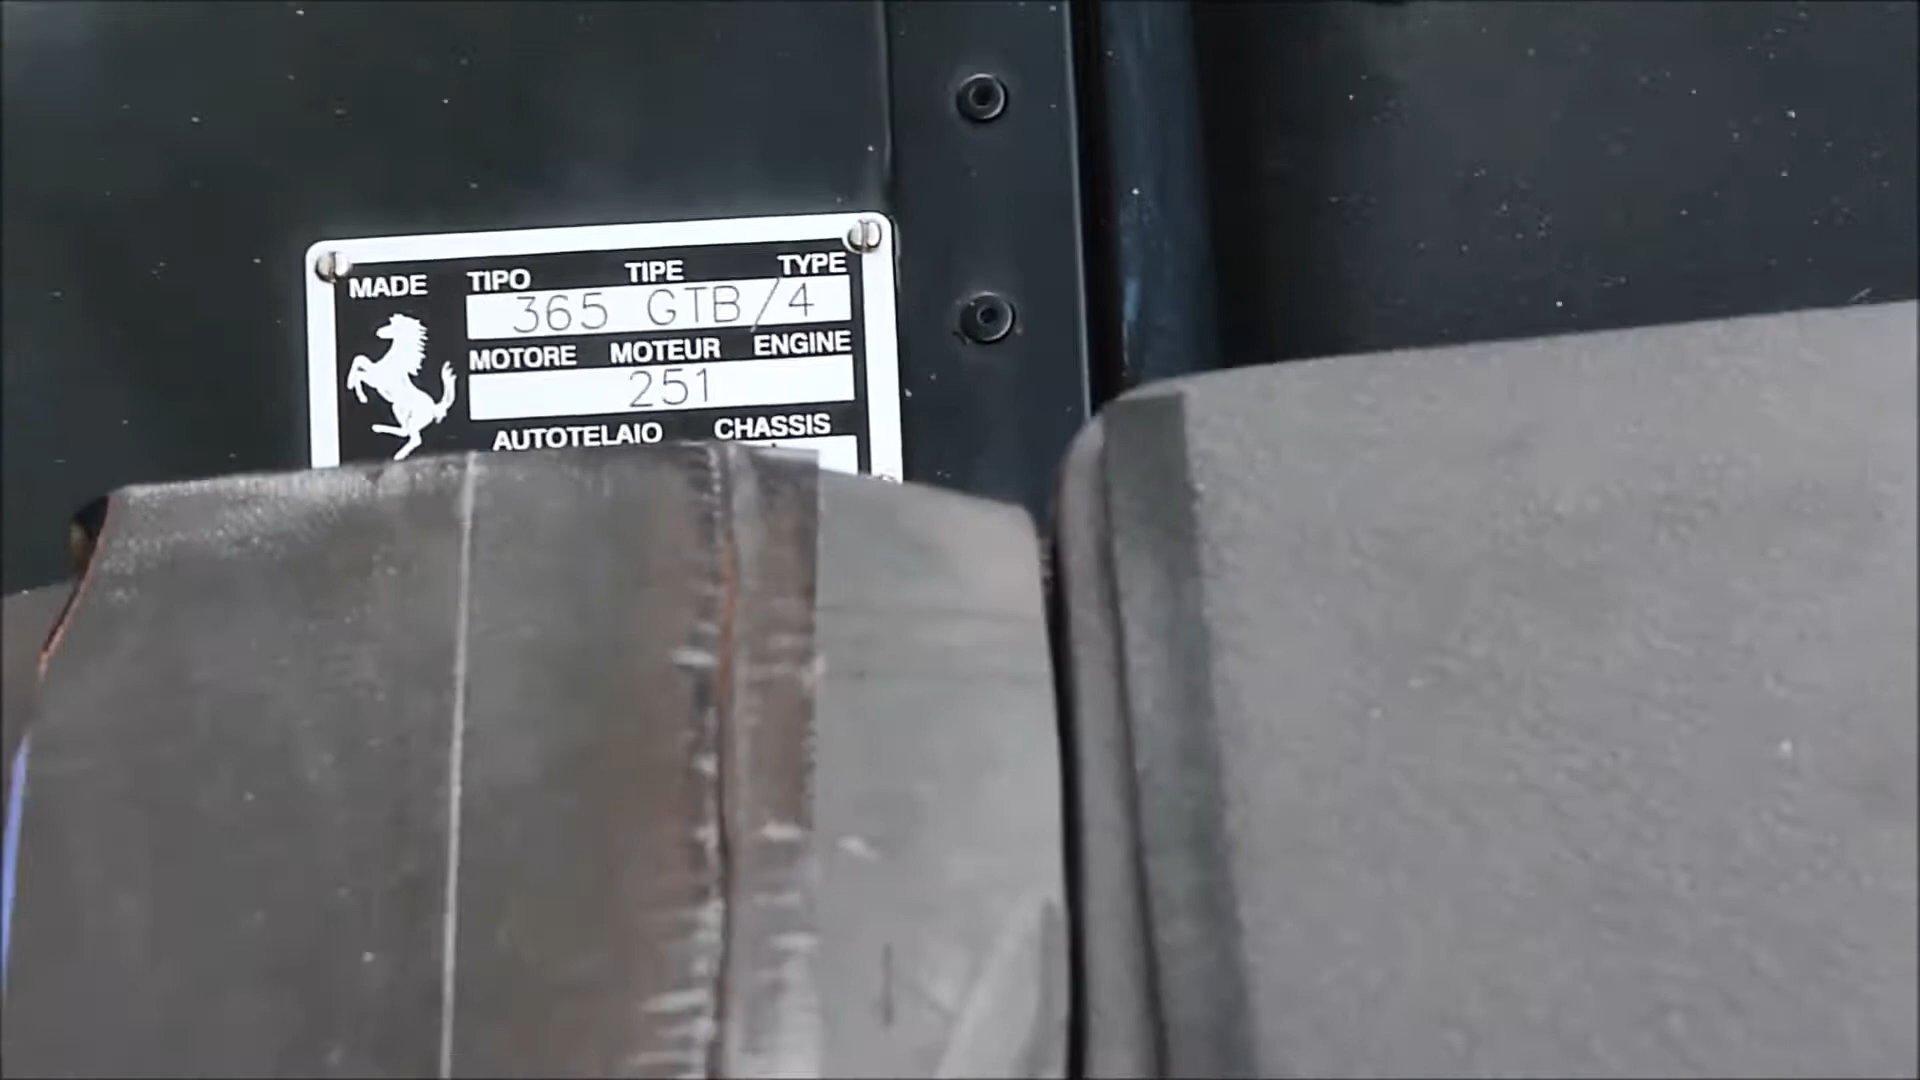 MADE TIPO TIPE TYPE
365 GTB/4
MOTORE MOTEUR ENGINE
251
AUTOTELAIO CHASSIS